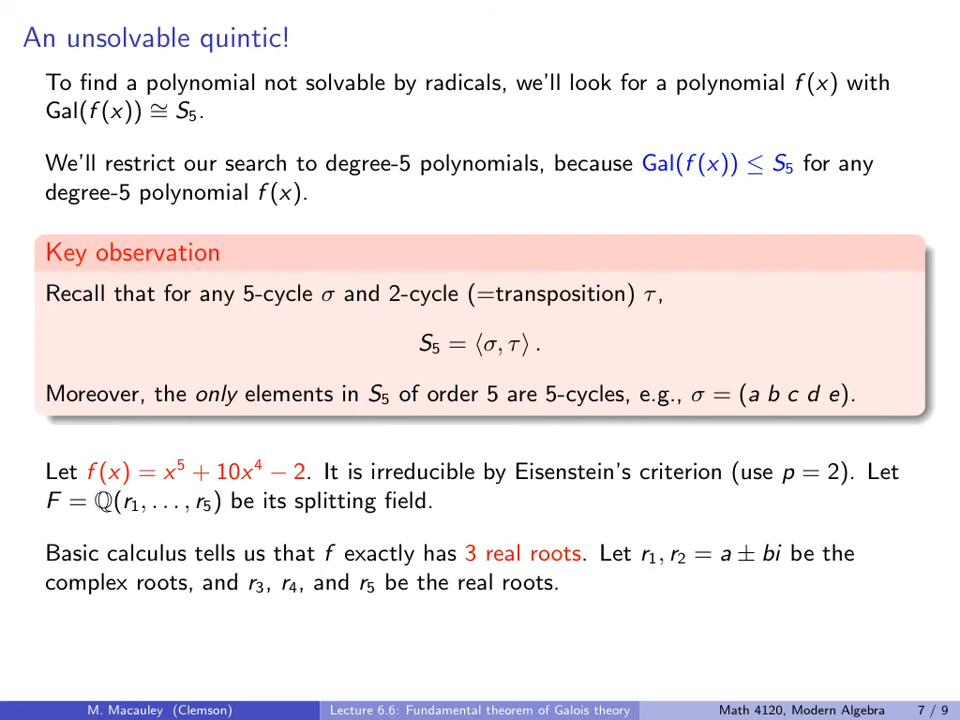 An unsolvable quintic!
To find a polynomial not solvable by radicals, we'll look for a polynomial f(x) with
Gal(f(x)) ≅ S₅.
We'll restrict our search to degree-5 polynomials, because Gal(f(x)) ≤ S₅ for any
degree-5 polynomial f(x).
Key observation
Recall that for any 5-cycle σ and 2-cycle (=transposition) τ,
S₅ = ⟨σ, τ⟩ .
Moreover, the only elements in S₅ of order 5 are 5-cycles, e.g., σ = (a b c d e).
Let f(x) = x⁵ + 10x⁴ − 2. It is irreducible by Eisenstein's criterion (use p = 2). Let
F = ℚ(r₁, . . . , r₅) be its splitting field.
Basic calculus tells us that f exactly has 3 real roots. Let r₁, r₂ = a ± bi be the
complex roots, and r₃, r₄, and r₅ be the real roots.
M. Macauley (Clemson) Lecture 6.6: Fundamental theorem of Galois theory Math 4120, Modern Algebra 7 / 9